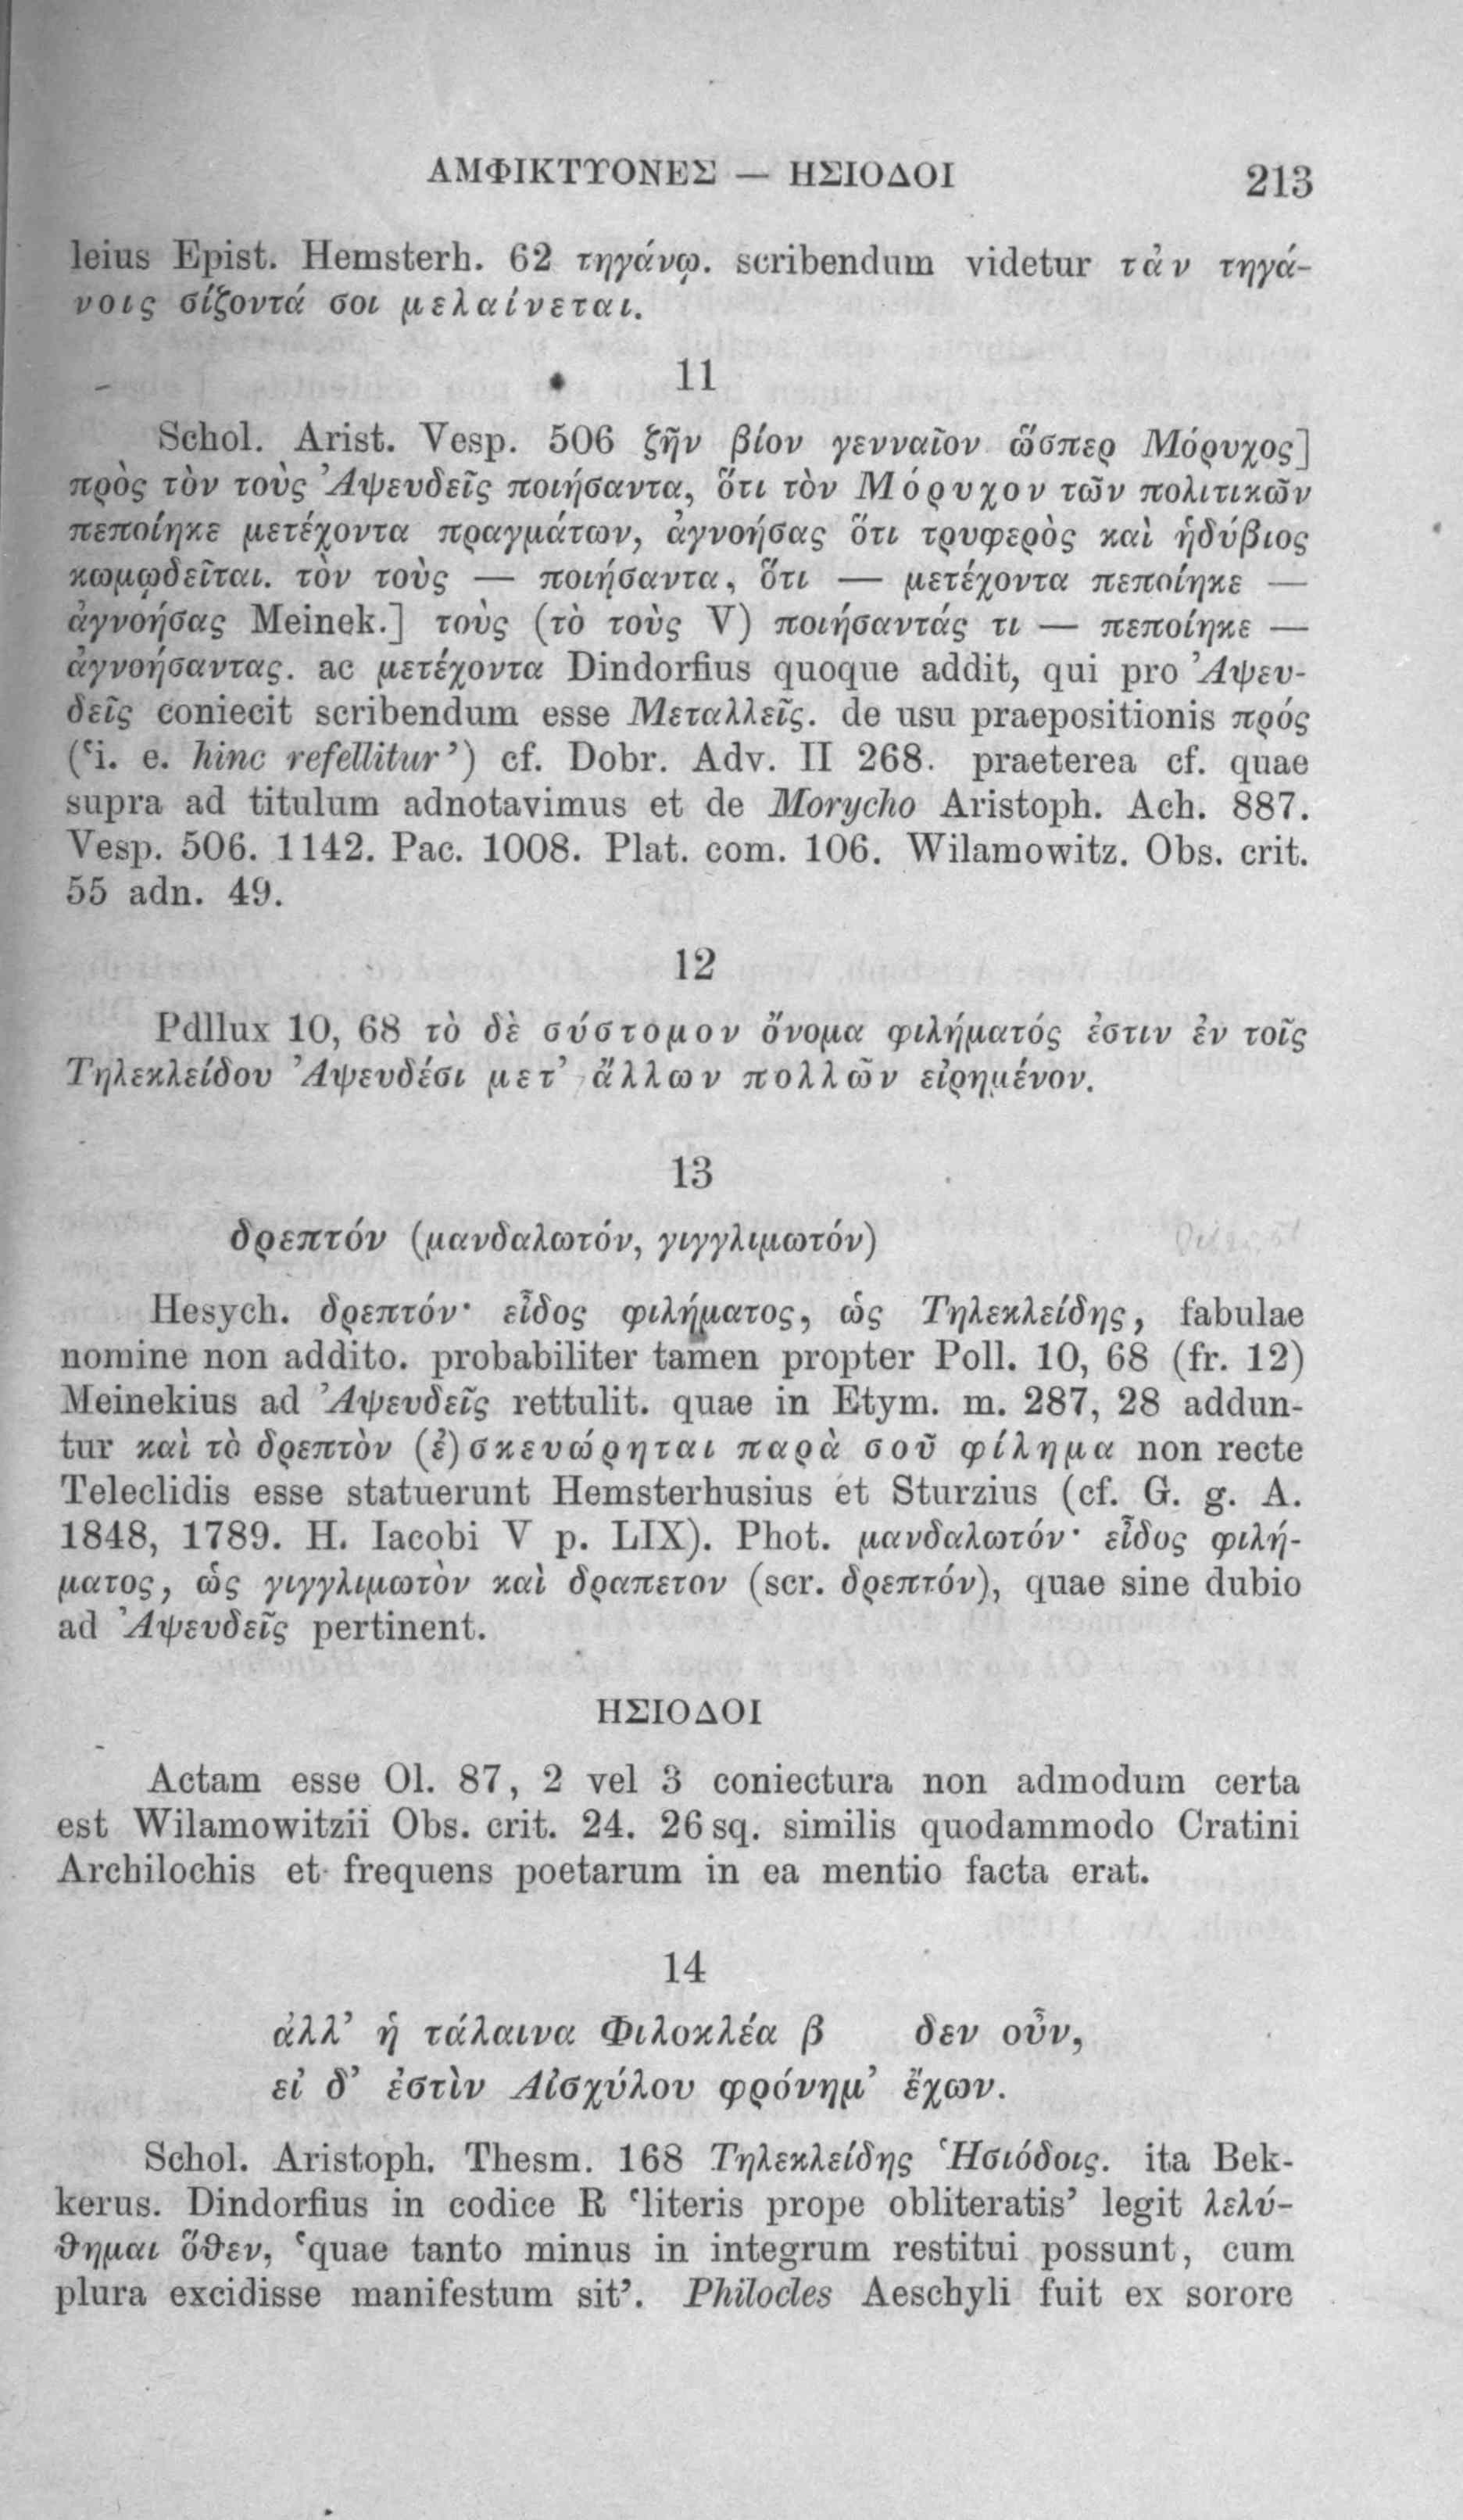 ΑΜΦΙΚΤΥΟΝΕΣ — ΗΣΙΟΔΟΙ 213
leius Epist. Hemsterh. 62 τηγάνῳ. scribendum videtur τἀν τηγά-
νοις σίζοντά σοι μελαίνεται.
11
Schol. Arist. Vesp. 506 ζῆν βίον γενναῖον ὥσπερ Μόρυχος]
πρὸς τὸν τοὺς Ἀψευδεῖς ποιήσαντα, ὅτι τὸν Μόρυχον τῶν πολιτικῶν
πεποίηκε μετέχοντα πραγμάτων, ἀγνοήσας ὅτι τρυφερὸς καὶ ἡδύβιος
κωμῳδεῖται. τὸν τοὺς — ποιήσαντα, ὅτι — μετέχοντα πεποίηκε —
ἀγνοήσας Meinek.] τοὺς (τὸ τοὺς V) ποιήσαντάς τι — πεποίηκε —
ἀγνοήσαντας. ac μετέχοντα Dindorfius quoque addit, qui pro Ἀψευ-
δεῖς coniecit scribendum esse Μεταλλεῖς. de usu praepositionis πρός
(‘i. e. hinc refellitur’) cf. Dobr. Adv. II 268. praeterea cf. quae
supra ad titulum adnotavimus et de Morycho Aristoph. Ach. 887.
Vesp. 506. 1142. Pac. 1008. Plat. com. 106. Wilamowitz. Obs. crit.
55 adn. 49.
12
Pdllux 10, 68 τὸ δὲ σύστομον ὄνομα φιλήματός ἐστιν ἐν τοῖς
Τηλεκλείδου Ἀψευδέσι μετ’ ἄλλων πολλῶν εἰρημένον.
13
δρεπτόν (μανδαλωτόν, γιγγλιμωτόν)
Hesych. δρεπτόν· εἶδος φιλήματος, ὡς Τηλεκλείδης, fabulae
nomine non addito. probabiliter tamen propter Poll. 10, 68 (fr. 12)
Meinekius ad Ἀψευδεῖς rettulit. quae in Etym. m. 287, 28 addun-
tur καὶ τὸ δρεπτὸν (ἐ)σκευώρηται παρὰ σοῦ φίλημα non recte
Teleclidis esse statuerunt Hemsterhusius et Sturzius (cf. G. g. A.
1848, 1789. H. Iacobi V p. LIX). Phot. μανδαλωτόν· εἶδος φιλή-
ματος, ὡς γιγγλιμωτὸν καὶ δραπετον (scr. δρεπτόν), quae sine dubio
ad Ἀψευδεῖς pertinent.
ΗΣΙΟΔΟΙ
Actam esse Ol. 87, 2 vel 3 coniectura non admodum certa
est Wilamowitzii Obs. crit. 24. 26 sq. similis quodammodo Cratini
Archilochis et frequens poetarum in ea mentio facta erat.
14
ἀλλ’ ἡ τάλαινα Φιλοκλέα β δεν οὖν,
εἰ δ’ ἐστὶν Αἰσχύλου φρόνημ’ ἔχων.
Schol. Aristoph. Thesm. 168 Τηλεκλείδης Ἡσιόδοις. ita Bek-
kerus. Dindorfius in codice R ‘literis prope obliteratis’ legit λελύ-
θημαι ὅθεν, ‘quae tanto minus in integrum restitui possunt, cum
plura excidisse manifestum sit’. Philocles Aeschyli fuit ex sorore